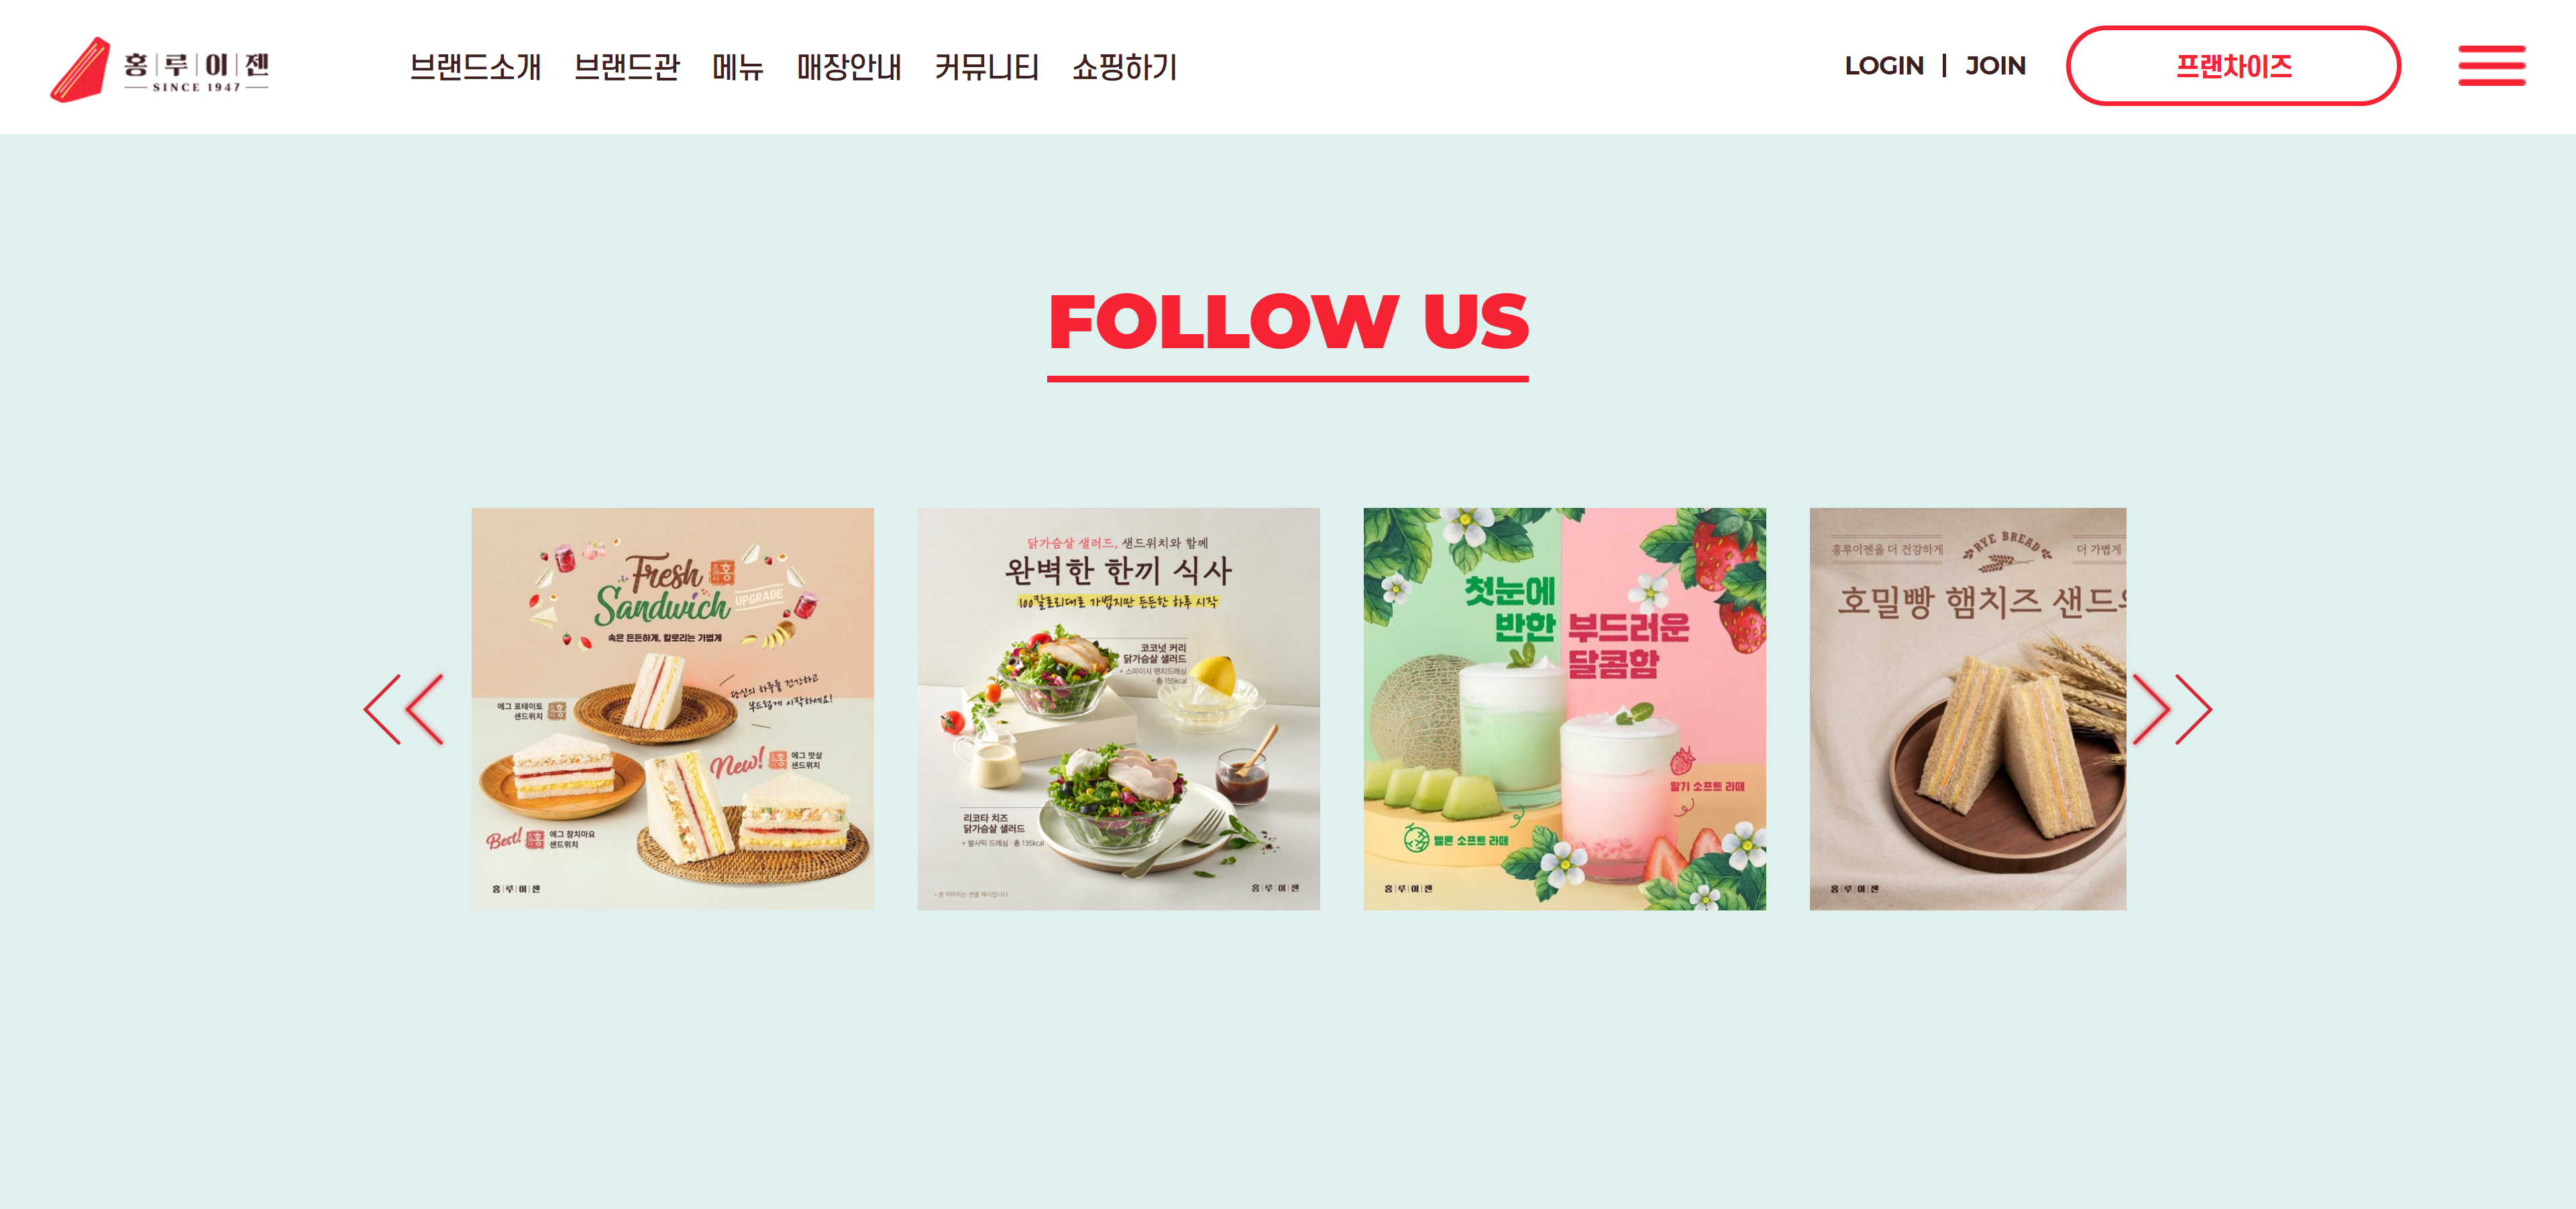 홍루이젠
SINCE 1947
브랜드소개 브랜드관 메뉴 매장안내 커뮤니티 쇼핑하기
LOGIN | JOIN
프랜차이즈
FOLLOW US
Fresh
Sandwich
UPGRADE
속은 든든하게, 칼로리는 가볍게
당신의 하루를 건강하고
부드럽게 시작하세요!
에그 포테이토
샌드위치
New!
에그 맛살
샌드위치
Best!
에그 참치마요
샌드위치
홍루이젠
닭가슴살 샐러드, 샌드위치와 함께
완벽한 한끼 식사
100칼로리대로 가볍지만 든든한 하루 시작
코코넛 커리
닭가슴살 샐러드
+ 스파이시 랜치드레싱
· 총 155kcal
리코타 치즈
닭가슴살 샐러드
+ 발사믹 드레싱 · 총 135kcal
* 본 이미지는 연출 예시입니다.
홍루이젠
첫눈에
반한
부드러운
달콤함
딸기 소프트 라떼
멜론 소프트 라떼
홍루이젠
홍루이젠을 더 건강하게
RYE BREAD
더 가볍게
호밀빵 햄치즈 샌드
홍루이젠